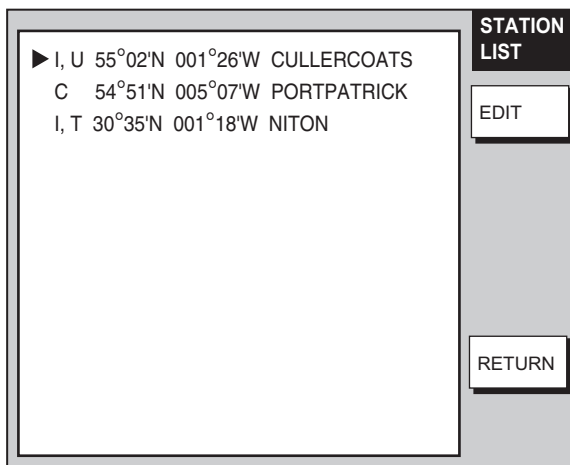 STATION
LIST
▶ I, U 55°02'N 001°26'W CULLERCOATS
C 54°51'N 005°07'W PORTPATRICK
I, T 30°35'N 001°18'W NITON
EDIT
RETURN